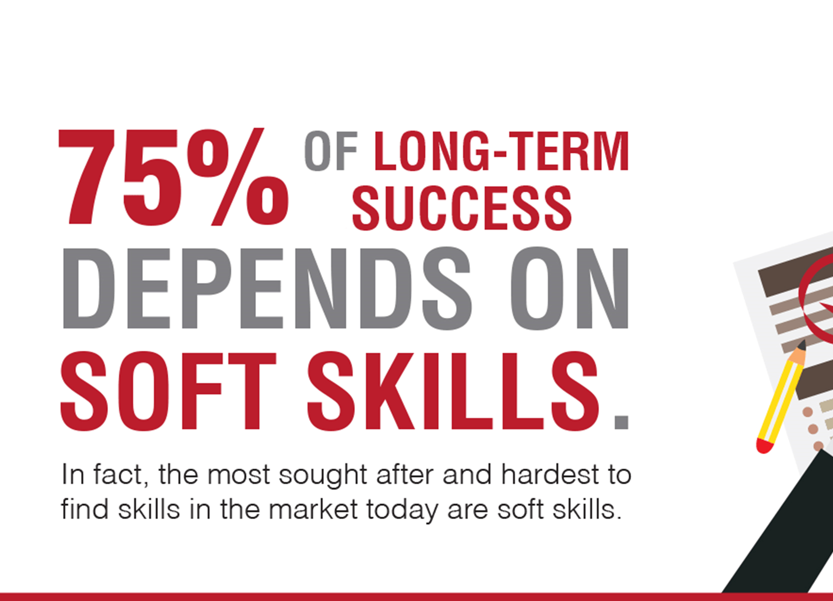 75% OF LONG-TERM
SUCCESS
DEPENDS ON
SOFT SKILLS.
In fact, the most sought after and hardest to
find skills in the market today are soft skills.